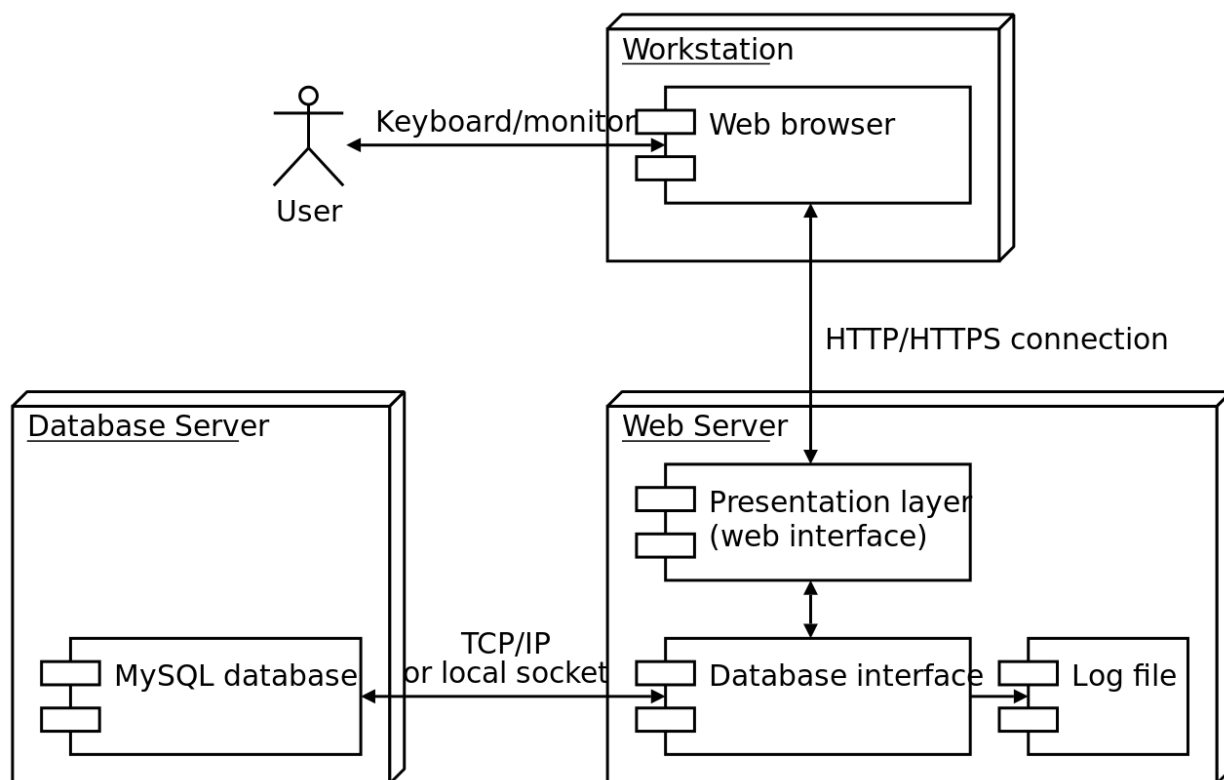 Workstation
Keyboard/monitor
Web browser
User
HTTP/HTTPS connection
Database Server
Web Server
Presentation layer
(web interface)
TCP/IP
or local socket
MySQL database
Database interface
Log file